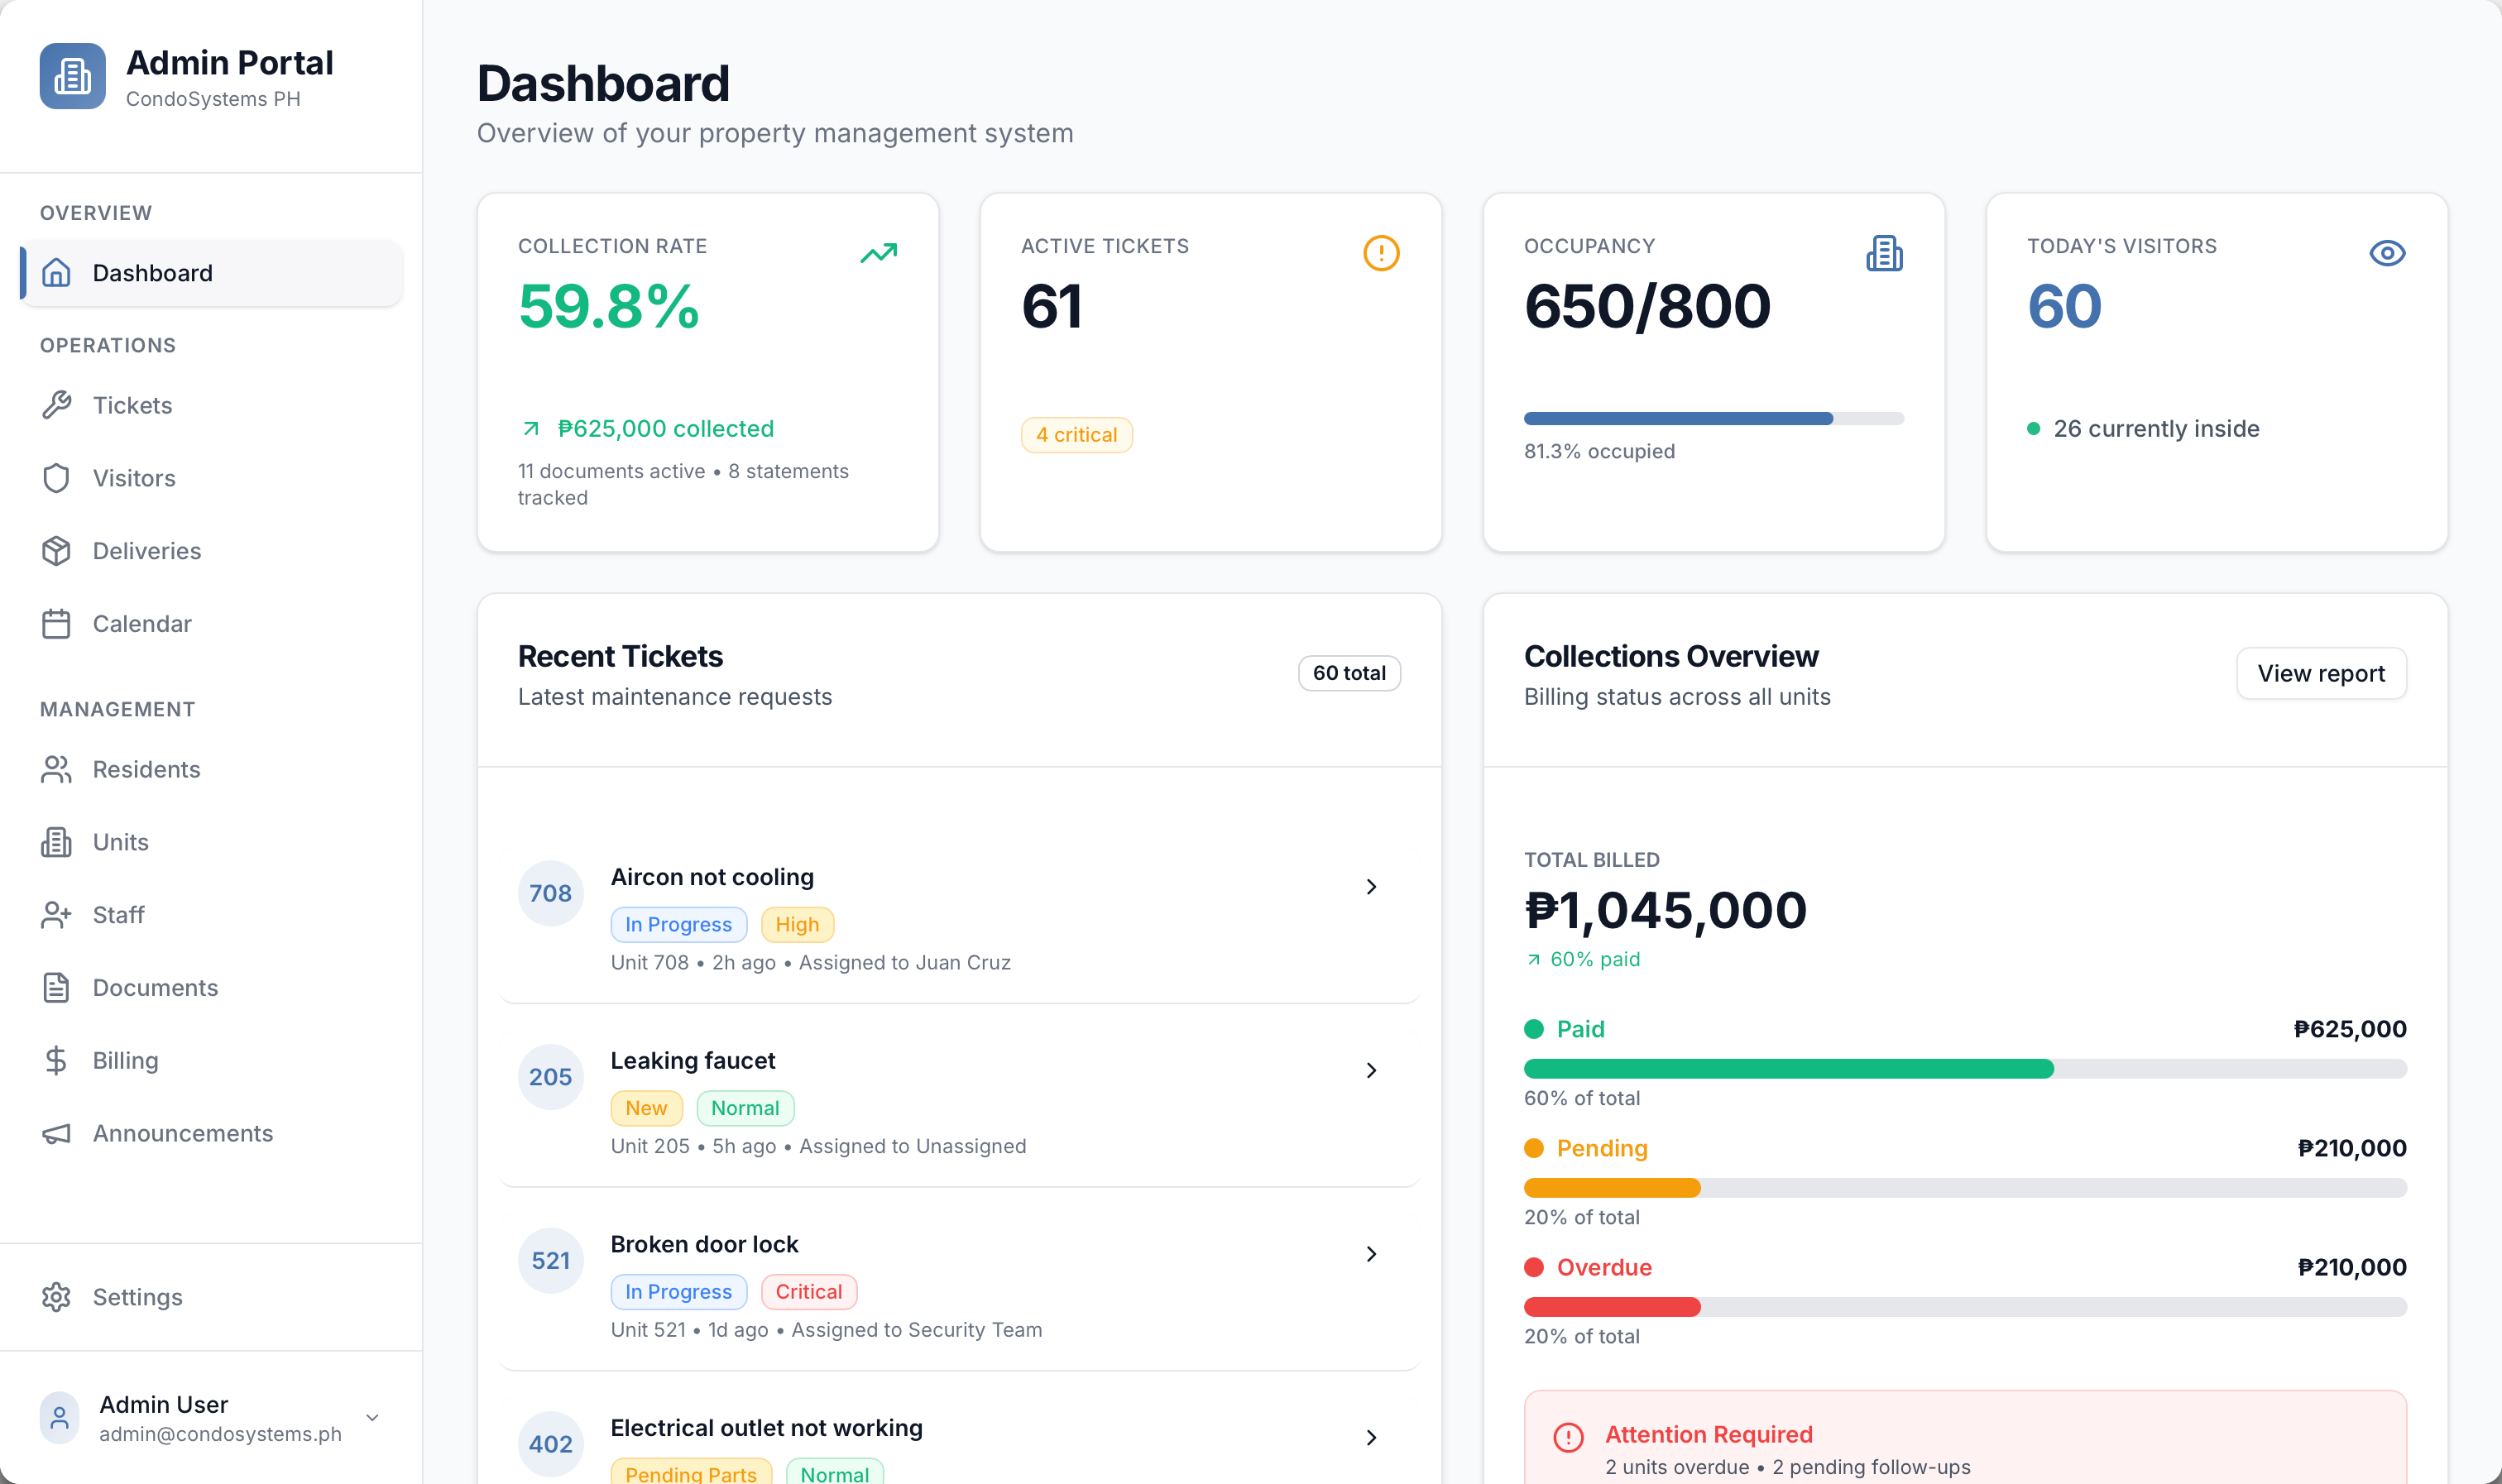 Admin Portal
CondoSystems PH
OVERVIEW
Dashboard
OPERATIONS
Tickets
Visitors
Deliveries
Calendar
MANAGEMENT
Residents
Units
Staff
Documents
Billing
Announcements
Settings
Admin User
admin@condosystems.ph
Dashboard
Overview of your property management system
COLLECTION RATE
59.8%
₱625,000 collected
11 documents active • 8 statements
tracked
ACTIVE TICKETS
61
4 critical
OCCUPANCY
650/800
81.3% occupied
TODAY'S VISITORS
60
26 currently inside
Recent Tickets
Latest maintenance requests
60 total
708
Aircon not cooling
In Progress High
Unit 708 • 2h ago • Assigned to Juan Cruz
205
Leaking faucet
New Normal
Unit 205 • 5h ago • Assigned to Unassigned
521
Broken door lock
In Progress Critical
Unit 521 • 1d ago • Assigned to Security Team
402
Electrical outlet not working
Pending Parts Normal
Collections Overview
Billing status across all units
View report
TOTAL BILLED
₱1,045,000
60% paid
Paid ₱625,000
60% of total
Pending ₱210,000
20% of total
Overdue ₱210,000
20% of total
Attention Required
2 units overdue • 2 pending follow-ups